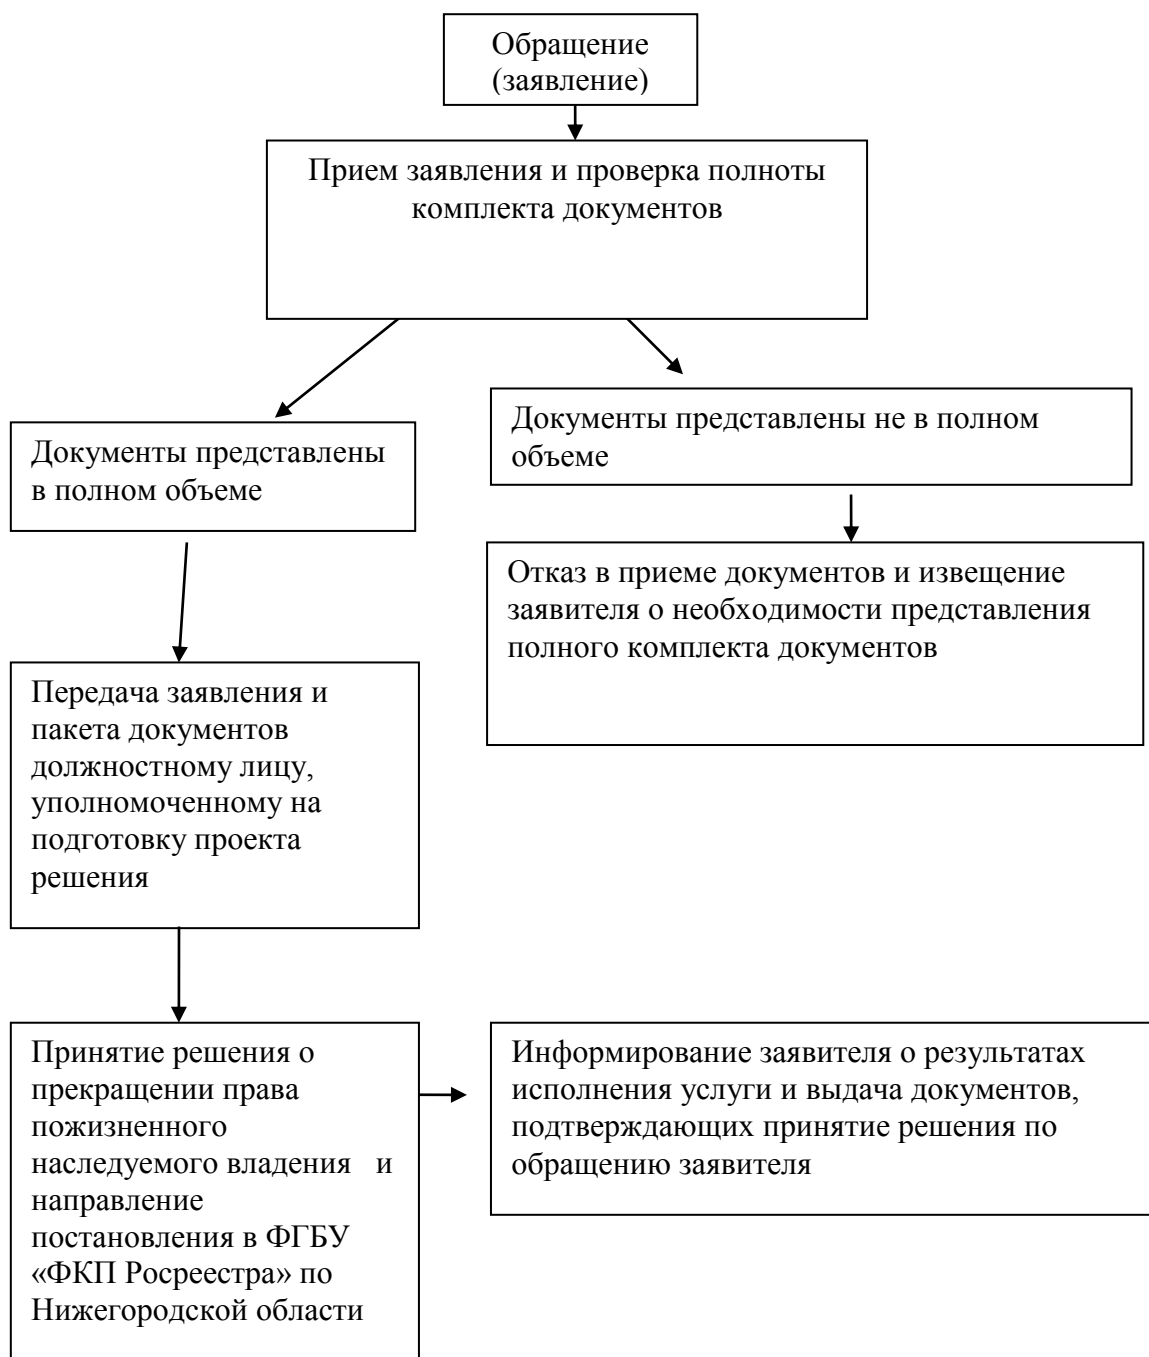 Обращение
(заявление)
Прием заявления и проверка полноты
комплекта документов
Документы представлены не в полном
объеме
Документы представлены
в полном объеме
Отказ в приеме документов и извещение
заявителя о необходимости представления
полного комплекта документов
Передача заявления и
пакета документов
должностному лицу,
уполномоченному на
подготовку проекта
решения
Принятие решения о
прекращении права
пожизненного
наследуемого владения и
направление
постановления в ФГБУ
«ФКП Росреестра» по
Нижегородской области
Информирование заявителя о результатах
исполнения услуги и выдача документов,
подтверждающих принятие решения по
обращению заявителя